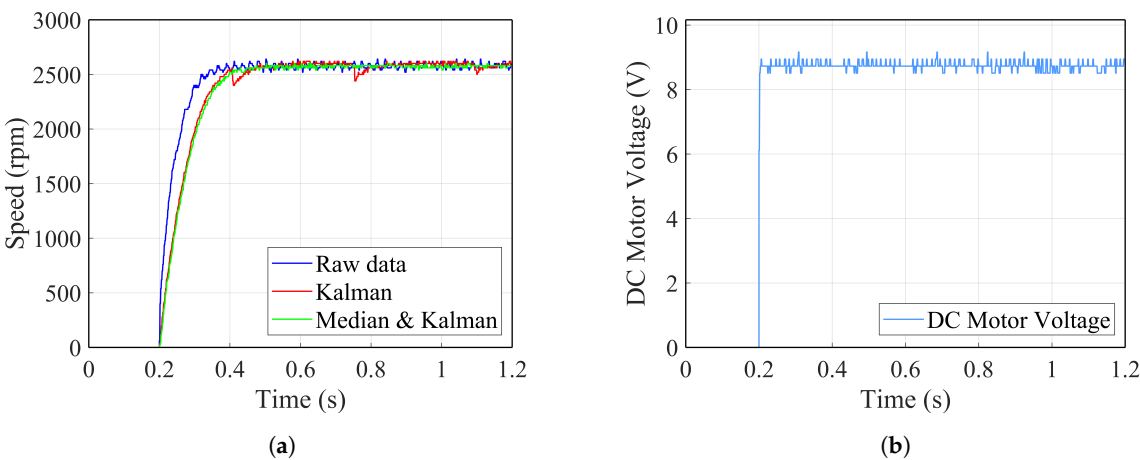 3000
2500
2000
1500
1000
500
0
Speed (rpm)
Raw data
Kalman
Median & Kalman
0 0.2 0.4 0.6 0.8 1 1.2
Time (s)
(a)
10
8
6
4
2
0
DC Motor Voltage (V)
DC Motor Voltage
0 0.2 0.4 0.6 0.8 1 1.2
Time (s)
(b)